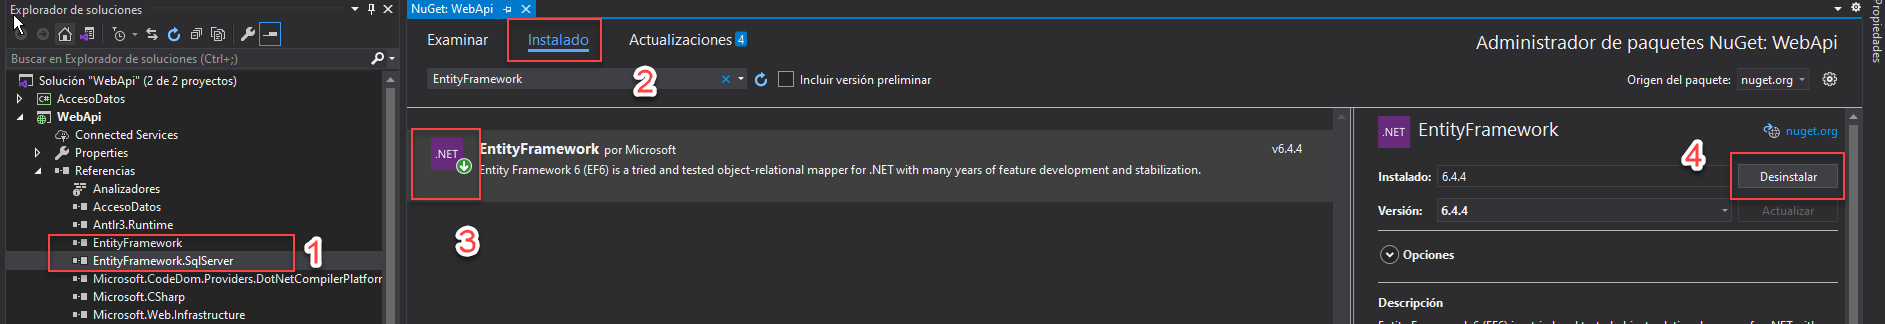 Explorador de soluciones
Buscar en Explorador de soluciones (Ctrl+;)
Solución "WebApi" (2 de 2 proyectos)
C# AccesoDatos
WebApi
Connected Services
Properties
Referencias
Analizadores
AccesoDatos
Antlr3.Runtime
EntityFramework
EntityFramework.SqlServer
1
Microsoft.CodeDom.Providers.DotNetCompilerPlatform
Microsoft.CSharp
Microsoft.Web.Infrastructure
NuGet: WebApi
Examinar
Instalado
Actualizaciones 4
Administrador de paquetes NuGet: WebApi
EntityFramework
2
Incluir versión preliminar
Origen del paquete: nuget.org
.NET
EntityFramework por Microsoft
v6.4.4
Entity Framework 6 (EF6) is a tried and tested object-relational mapper for .NET with many years of feature development and stabilization.
3
.NET EntityFramework
nuget.org
4
Instalado: 6.4.4
Desinstalar
Versión: 6.4.4
Actualizar
Opciones
Descripción
Propiedades